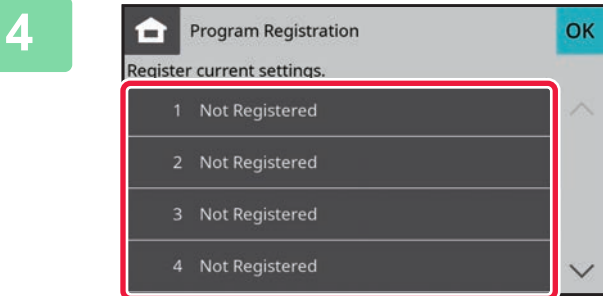 4
Program Registration
OK
Register current settings.
1 Not Registered
2 Not Registered
3 Not Registered
4 Not Registered